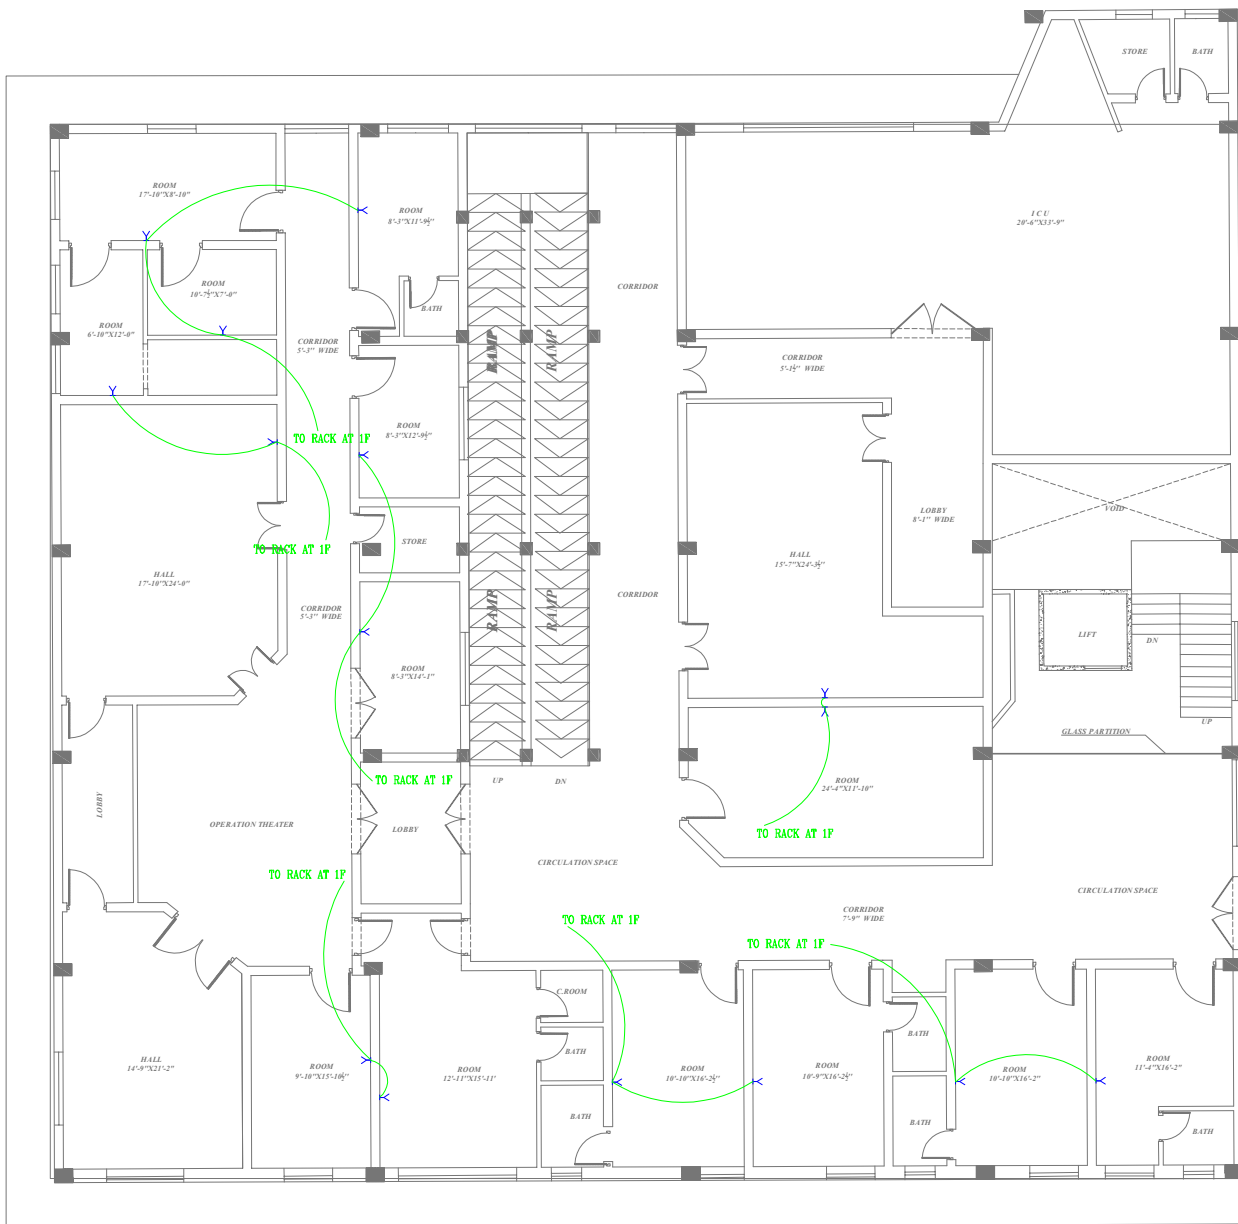 STORE
BATH
ROOM
17'-10"X8'-10"
ROOM
8'-3"X11'-9½"
I C U
20'-6"X33'-9"
ROOM
10'-7½"X7'-0"
CORRIDOR
BATH
ROOM
6'-10"X12'-0"
CORRIDOR
5'-3" WIDE
RAMP
RAMP
CORRIDOR
5'-1½" WIDE
ROOM
8'-3"X12'-9½"
TO RACK AT 1F
VOID
LOBBY
8'-1" WIDE
STORE
TO RACK AT 1F
HALL
15'-7"X24'-3½"
HALL
17'-10"X24'-0"
CORRIDOR
5'-3" WIDE
RAMP
RAMP
CORRIDOR
LIFT
DN
ROOM
8'-3"X14'-1"
UP
GLASS PARTITION
TO RACK AT 1F
UP
DN
ROOM
24'-4"X11'-10"
LOBBY
OPERATION THEATER
LOBBY
TO RACK AT 1F
CIRCULATION SPACE
TO RACK AT 1F
CIRCULATION SPACE
CORRIDOR
7'-9" WIDE
TO RACK AT 1F
TO RACK AT 1F
C.ROOM
BATH
BATH
HALL
14'-9"X21'-2"
ROOM
9'-10"X15'-10½"
ROOM
12'-11"X15'-11'
ROOM
10'-10"X16'-2½"
ROOM
10'-9"X16'-2½"
ROOM
10'-10"X16'-2"
ROOM
11'-4"X16'-2"
BATH
BATH
BATH